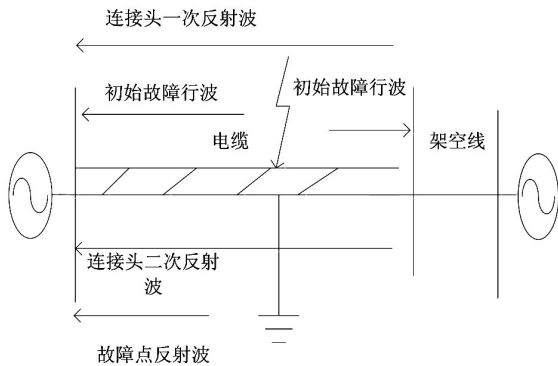 连接头一次反射波
初始故障行波
初始故障行波
电缆
架空线
连接头二次反射
波
故障点反射波